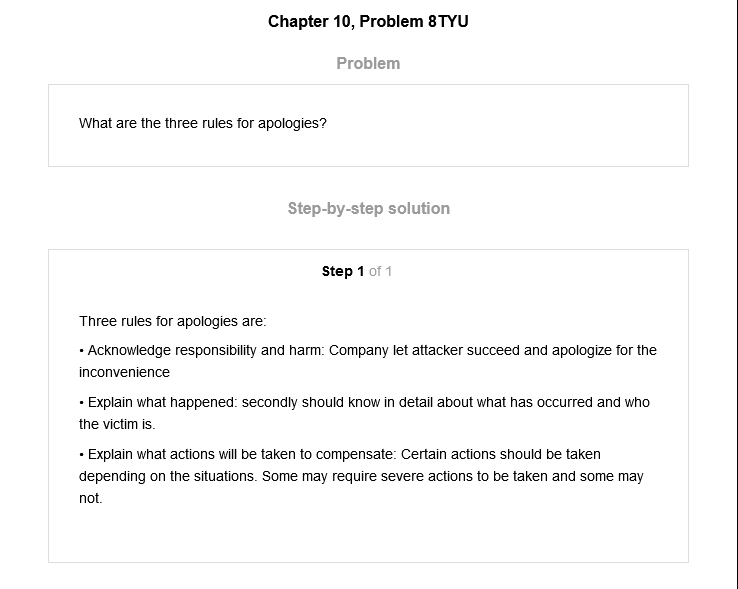 Chapter 10, Problem 8TYU
Problem
What are the three rules for apologies?
Step-by-step solution
Step 1 of 1
Three rules for apologies are:
• Acknowledge responsibility and harm: Company let attacker succeed and apologize for the
inconvenience
• Explain what happened: secondly should know in detail about what has occurred and who
the victim is.
• Explain what actions will be taken to compensate: Certain actions should be taken
depending on the situations. Some may require severe actions to be taken and some may
not.